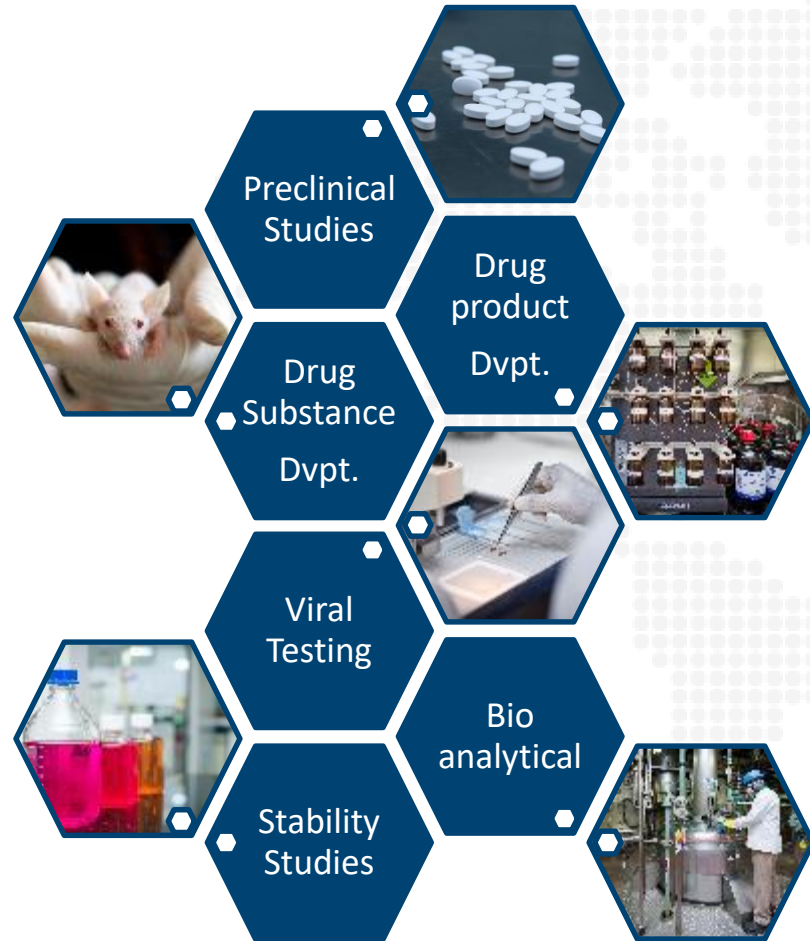 Preclinical
Studies
Drug
product
Dvpt.
Drug
Substance
Dvpt.
Viral
Testing
Bio
analytical
Stability
Studies